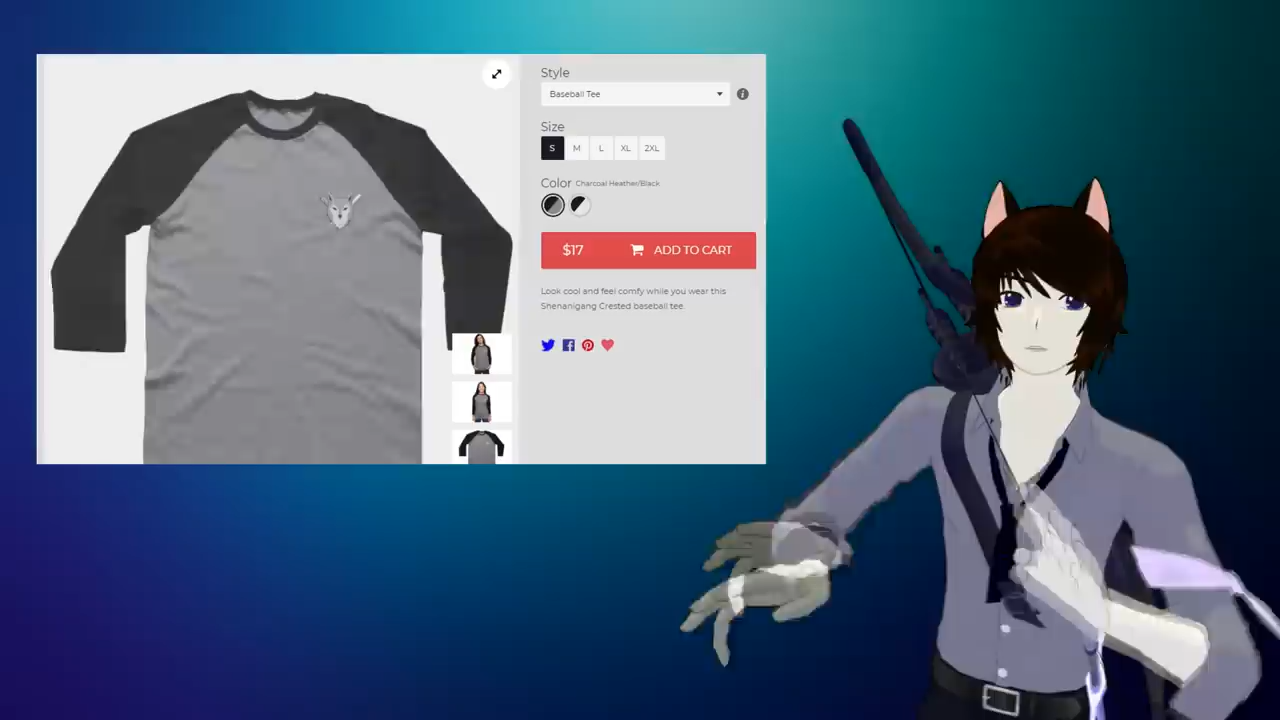 Style
Baseball Tee
Size
S M L XL 2XL
Color Charcoal Heather/Black
$17 ADD TO CART
Look cool and feel comfy while you wear this
Shenanigang Crested baseball tee.